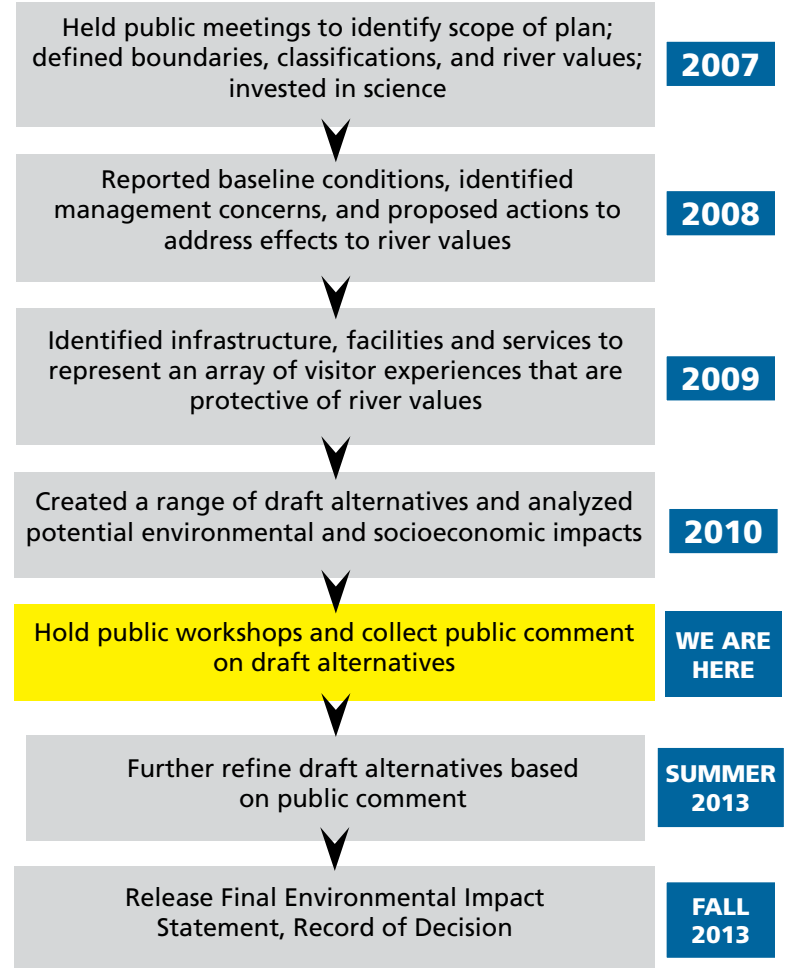 Held public meetings to identify scope of plan;
defined boundaries, classifications, and river values;
invested in science
2007
Reported baseline conditions, identified
management concerns, and proposed actions to
address effects to river values
2008
Identified infrastructure, facilities and services to
represent an array of visitor experiences that are
protective of river values
2009
Created a range of draft alternatives and analyzed
potential environmental and socioeconomic impacts
2010
Hold public workshops and collect public comment
on draft alternatives
WE ARE
HERE
Further refine draft alternatives based
on public comment
SUMMER
2013
Release Final Environmental Impact
Statement, Record of Decision
FALL
2013